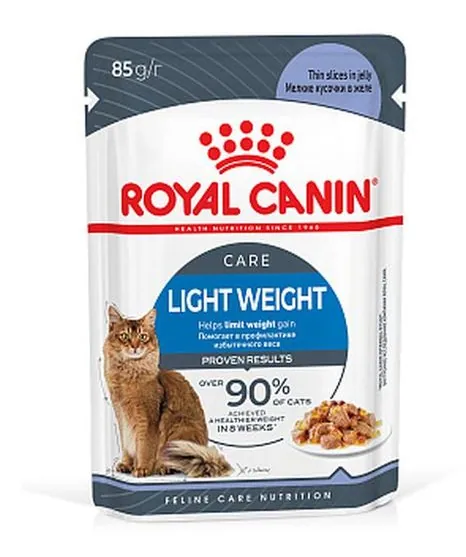 85g/г
Thin slices in jelly
Мелкие кусочки в желе
ROYAL CANIN®
HEALTH NUTRITION SINCE 1968
CARE
LIGHT WEIGHT
Helps limit weight gain
Помогает в профилактике
избыточного веса
PROVEN RESULTS
OVER 90% OF CATS
ACHIEVED
A HEALTHIER WEIGHT
IN 8 WEEKS*
FELINE CARE NUTRITION